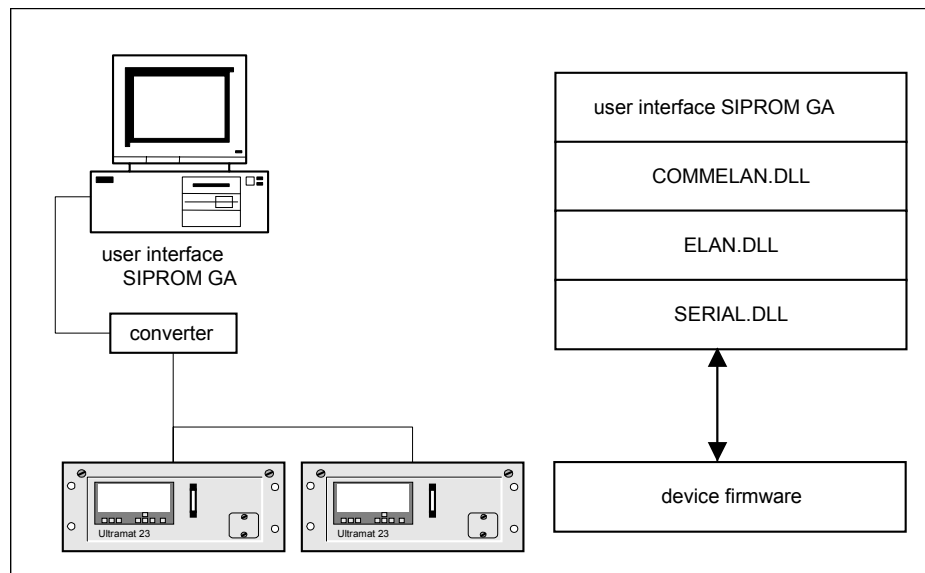 user interface
SIPROM GA
converter
Ultramat 23
Ultramat 23
user interface SIPROM GA
COMMELAN.DLL
ELAN.DLL
SERIAL.DLL
device firmware